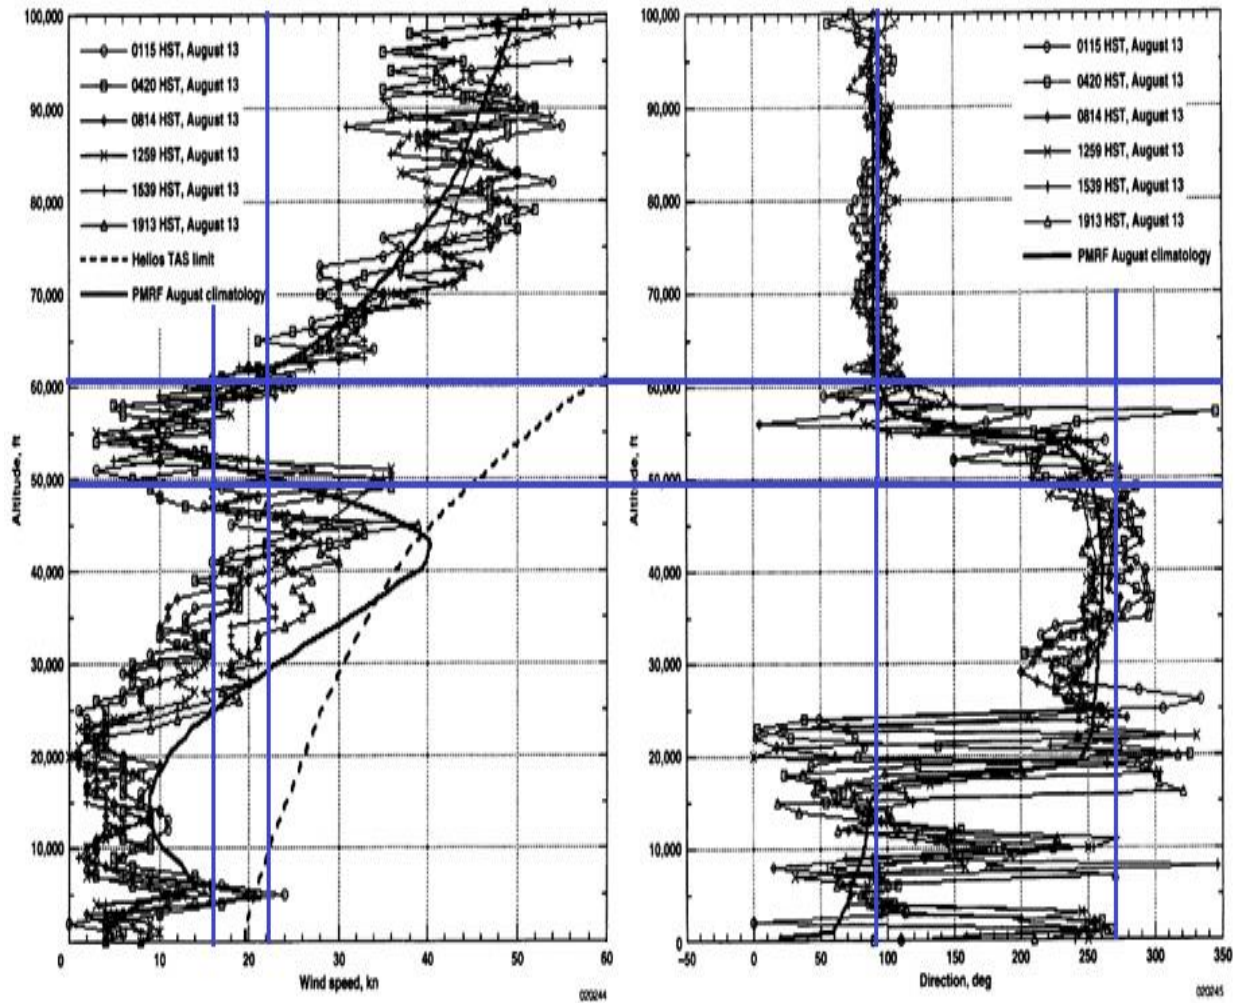 100,000
90,000
80,000
70,000
60,000
50,000
40,000
30,000
20,000
10,000
0
Altitude, ft
0115 HST, August 13
0420 HST, August 13
0814 HST, August 13
1259 HST, August 13
1539 HST, August 13
1913 HST, August 13
Helios TAS limit
PMRF August climatology
0 10 20 30 40 50 60
Wind speed, kn
020244
100,000
90,000
80,000
70,000
60,000
50,000
40,000
30,000
20,000
10,000
0
Altitude, ft
0115 HST, August 13
0420 HST, August 13
0814 HST, August 13
1259 HST, August 13
1539 HST, August 13
1913 HST, August 13
PMRF August climatology
–50 0 50 100 150 200 250 300 350
Direction, deg
020245